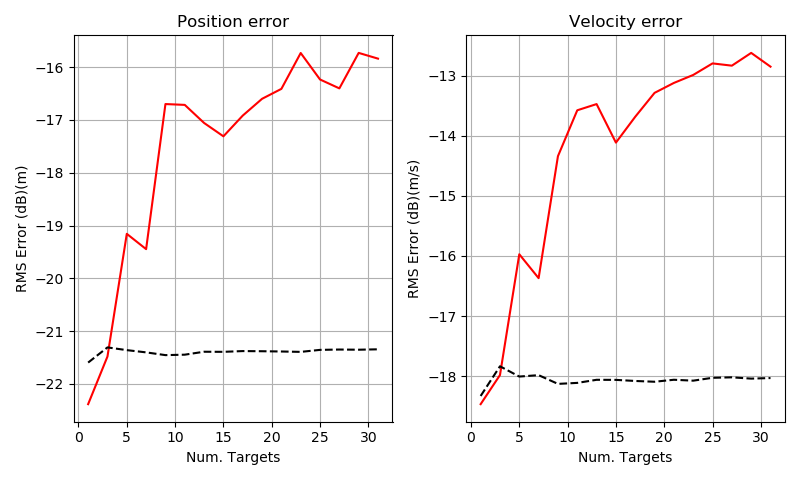 Position error
RMS Error (dB)(m)
−16
−17
−18
−19
−20
−21
−22
0 5 10 15 20 25 30
Num. Targets
Velocity error
RMS Error (dB)(m/s)
−13
−14
−15
−16
−17
−18
0 5 10 15 20 25 30
Num. Targets